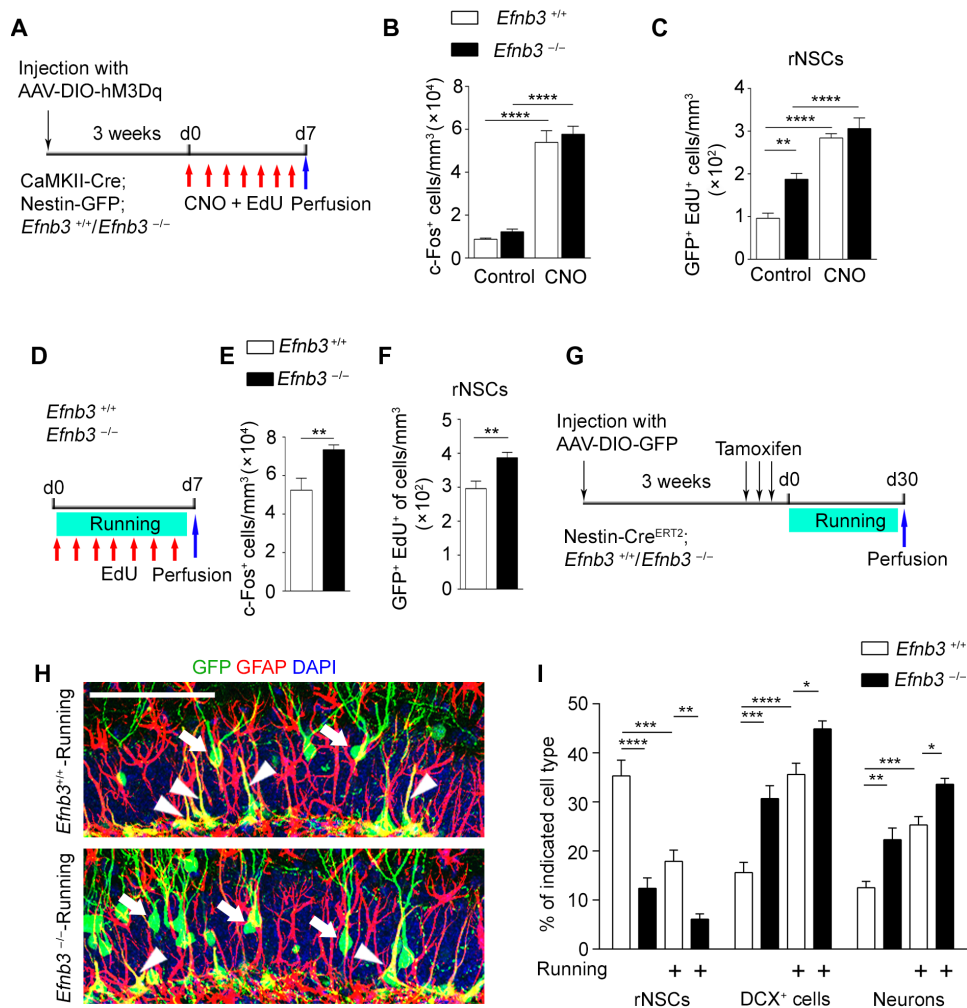 A
Injection with
AAV-DIO-hM3Dq
3 weeks
d0
d7
CaMKII-Cre;
Nestin-GFP;
Efnb3 +/+/Efnb3 −/−
CNO + EdU
Perfusion
B
Efnb3 +/+
Efnb3 −/−
c-Fos+ cells/mm3 (×104)
8
6
4
2
0
****
****
Control
CNO
C
rNSCs
GFP+ EdU+ cells/mm3
(×102)
4
3
2
1
0
****
****
**
Control
CNO
D
Efnb3 +/+
Efnb3 −/−
d0
d7
Running
EdU
Perfusion
E
Efnb3 +/+
Efnb3 −/−
c-Fos+ cells/mm3 (×104)
8
6
4
2
0
**
F
rNSCs
GFP+ EdU+ of cells/mm3
(×102)
5
4
3
2
1
0
**
G
Injection with
AAV-DIO-GFP
Tamoxifen
3 weeks
d0
d30
Running
Nestin-CreERT2;
Efnb3 +/+/Efnb3 −/−
Perfusion
H
GFP GFAP DAPI
Efnb3+/+-Running
Efnb3 −/−-Running
I
Efnb3 +/+
Efnb3 −/−
% of indicated cell type
50
40
30
20
10
0
***
**
****
****
*
***
*
***
**
Running
+ +
+ +
+ +
rNSCs
DCX+ cells
Neurons